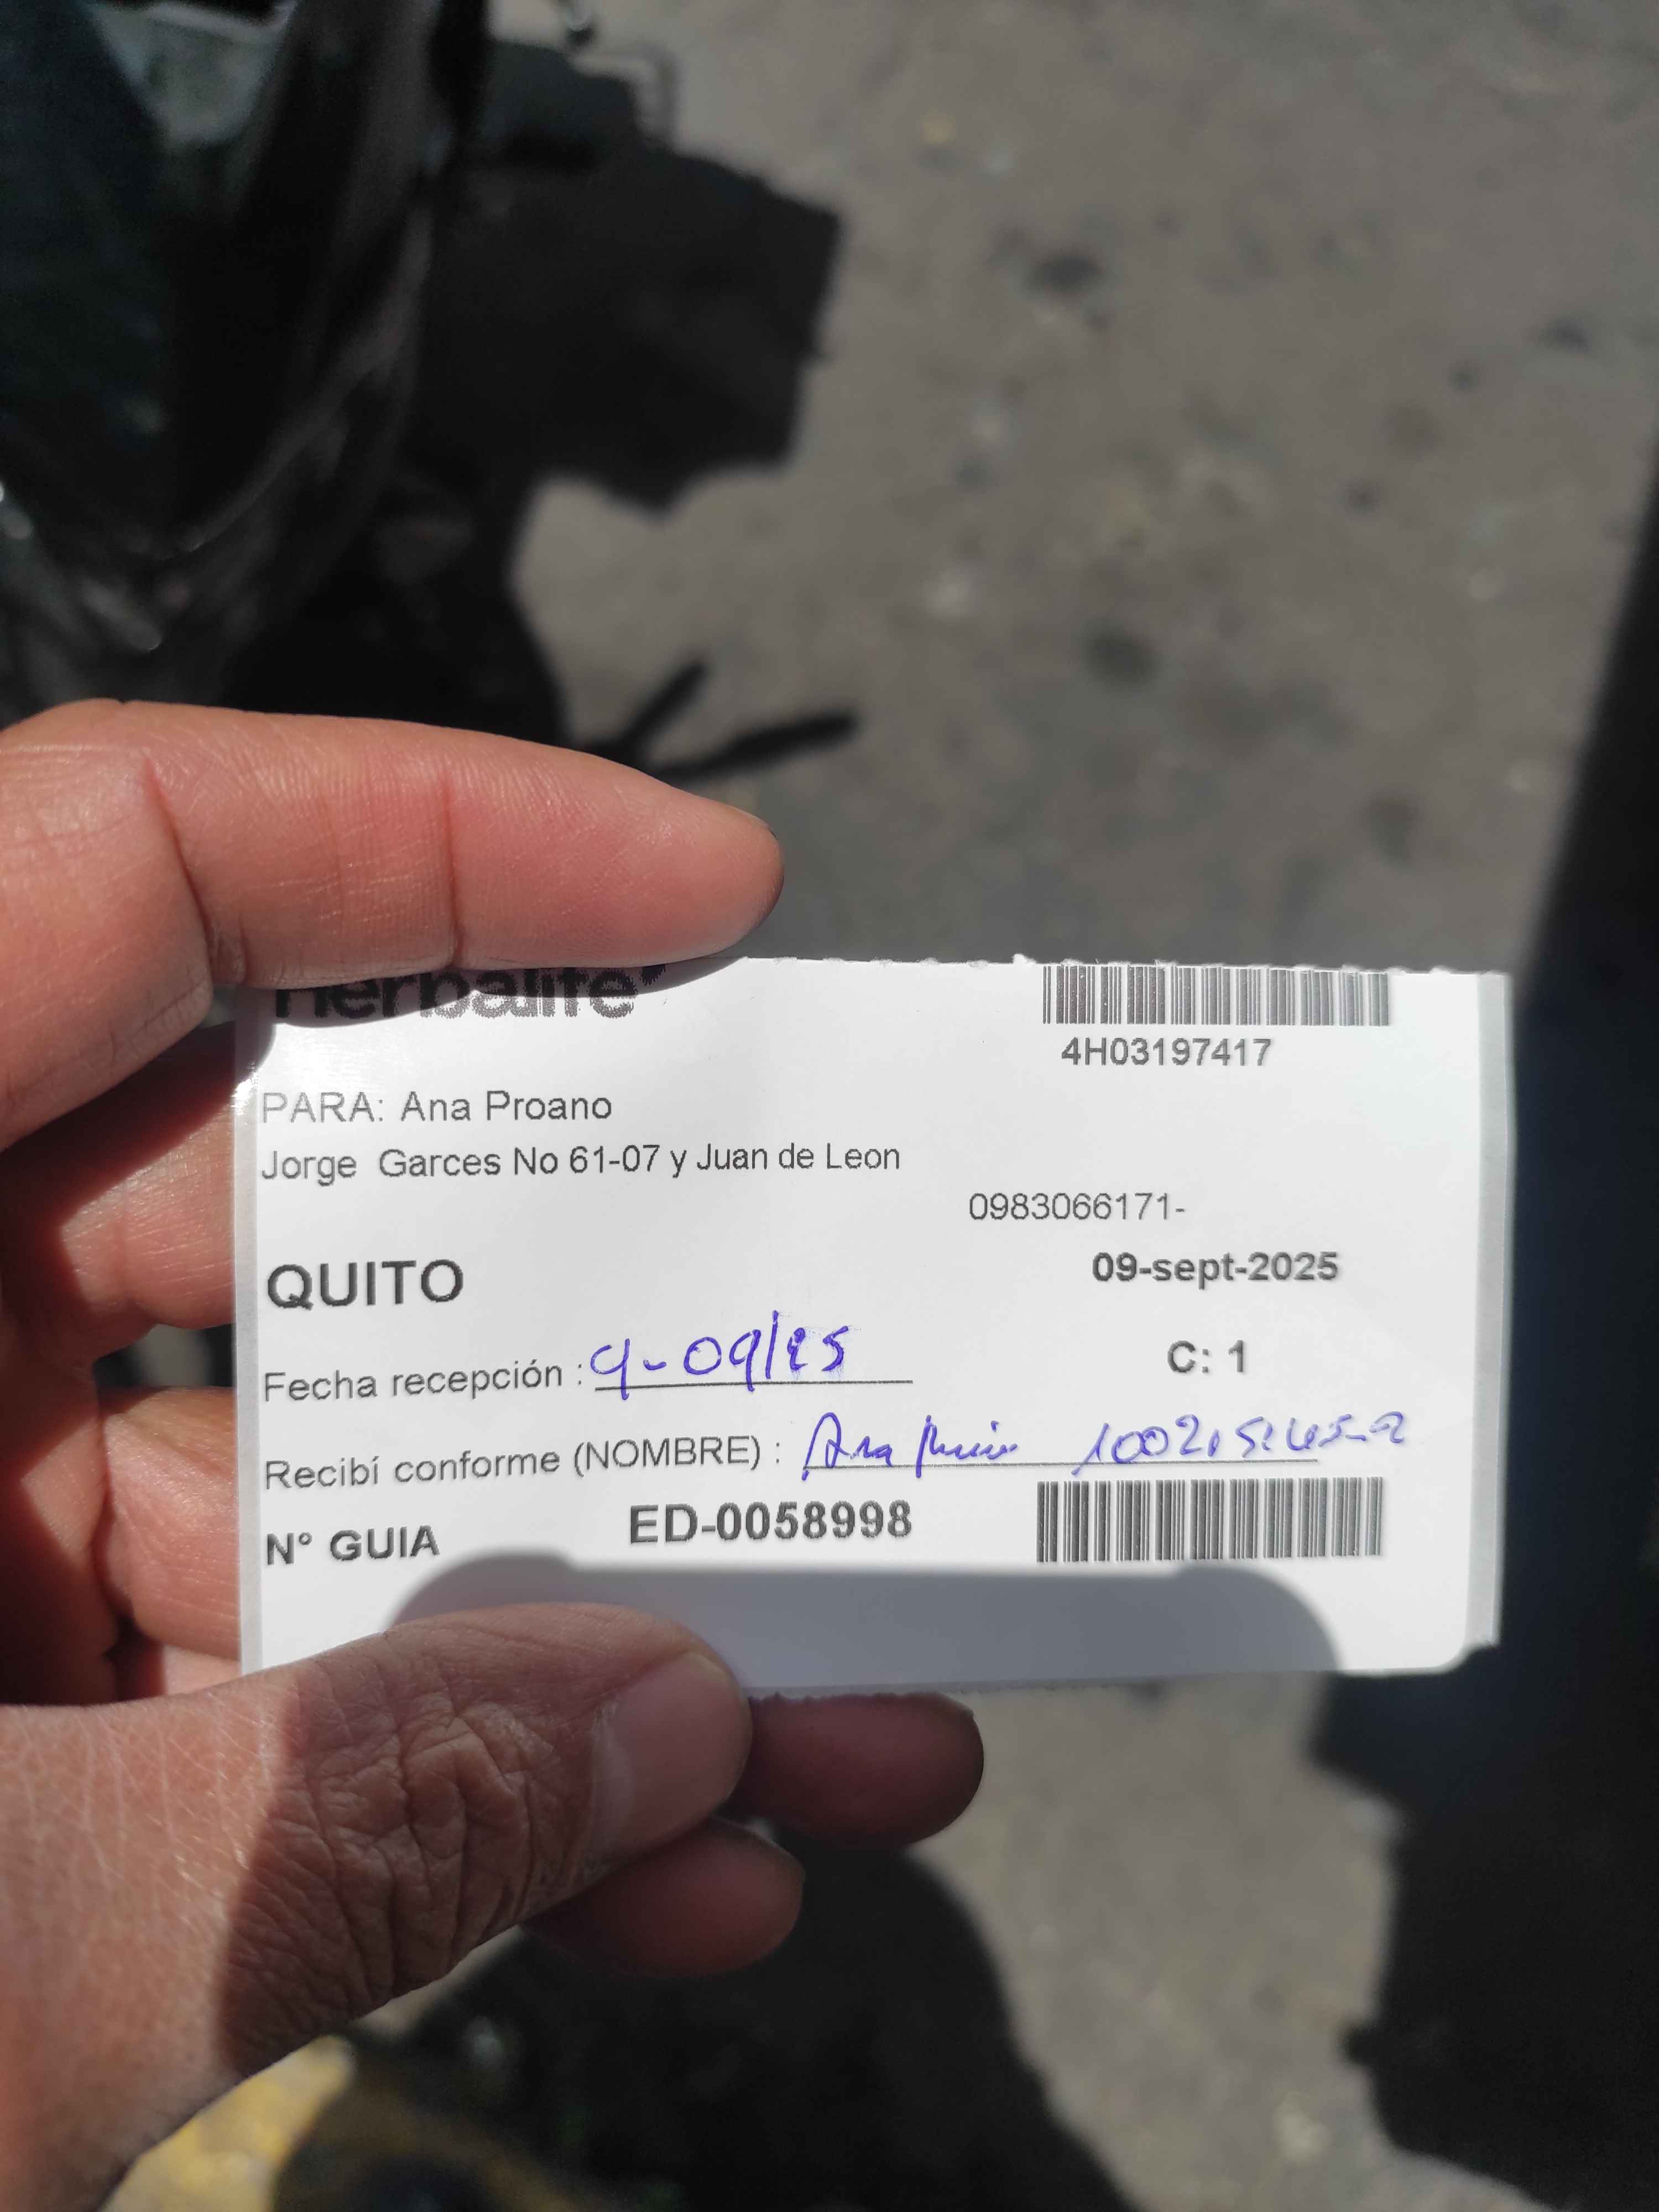 herbalife
4H03197417
PARA: Ana Proano
Jorge Garces No 61-07 y Juan de Leon
0983066171-
QUITO
09-sept-2025
Fecha recepción : 9-09/25
C: 1
Recibí conforme (NOMBRE) : Ana
N° GUIA ED-0058998